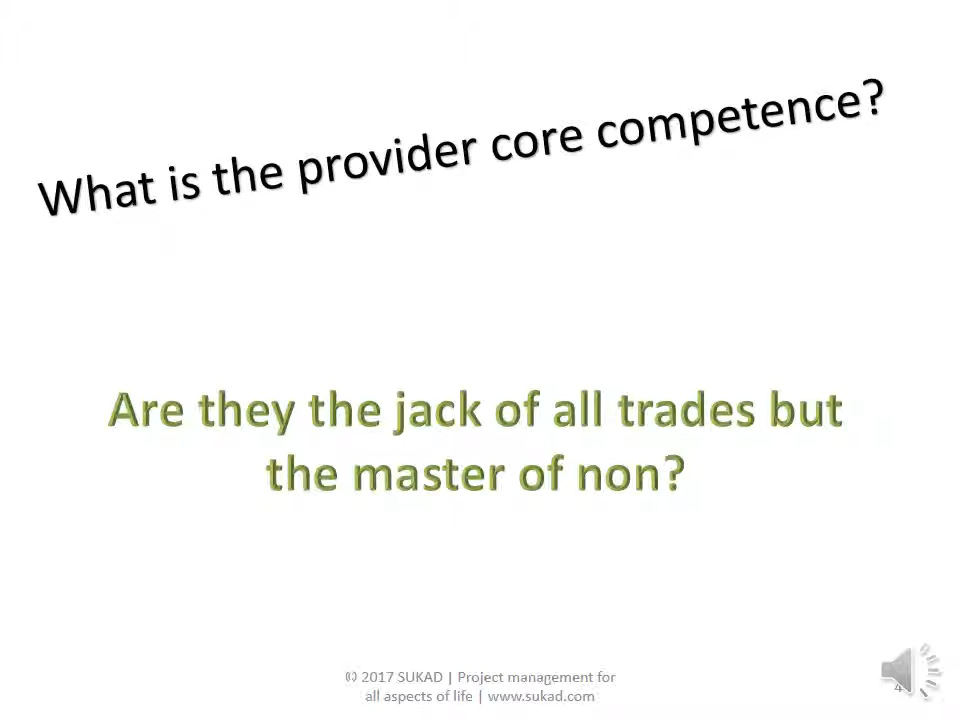 What is the provider core competence?
Are they the jack of all trades but
the master of non?
© 2017 SUKAD | Project management for
all aspects of life | www.sukad.com
4